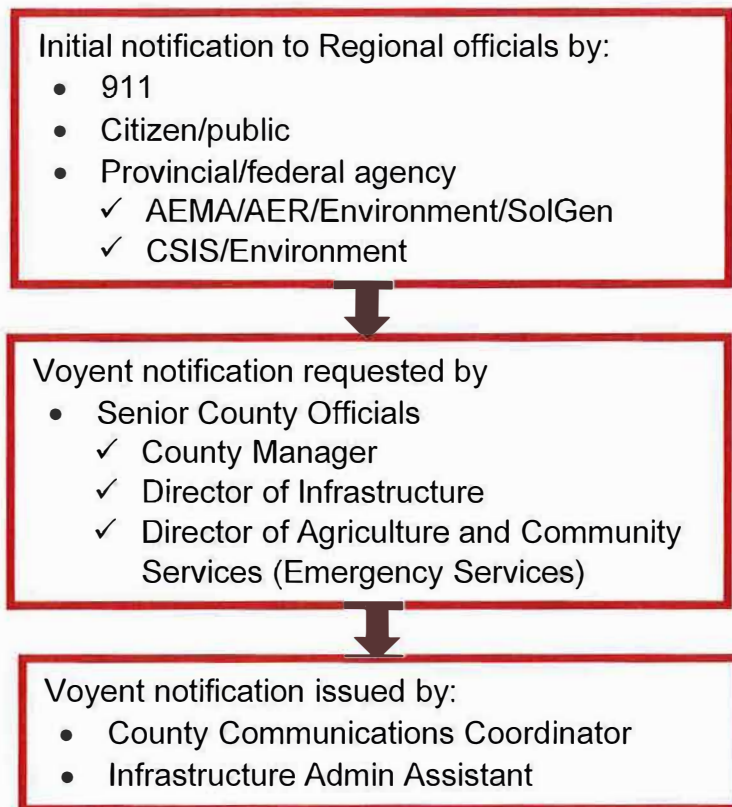 Initial notification to Regional officials by:
• 911
• Citizen/public
• Provincial/federal agency
✓ AEMA/AER/Environment/SolGen
✓ CSIS/Environment
Voyent notification requested by
• Senior County Officials
✓ County Manager
✓ Director of Infrastructure
✓ Director of Agriculture and Community
Services (Emergency Services)
Voyent notification issued by:
• County Communications Coordinator
• Infrastructure Admin Assistant